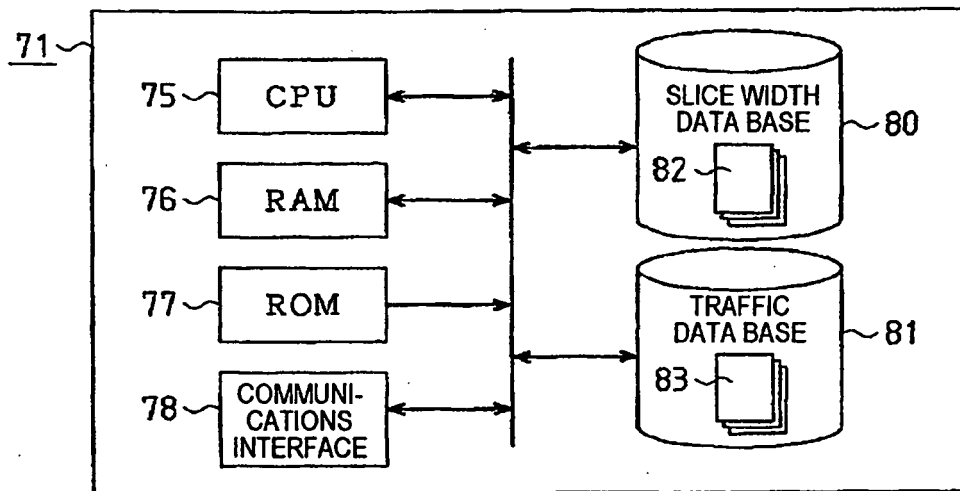 71
75
CPU
76
RAM
77
ROM
78
COMMUNI-
CATIONS
INTERFACE
SLICE WIDTH
DATA BASE
80
82
TRAFFIC
DATA BASE
81
83